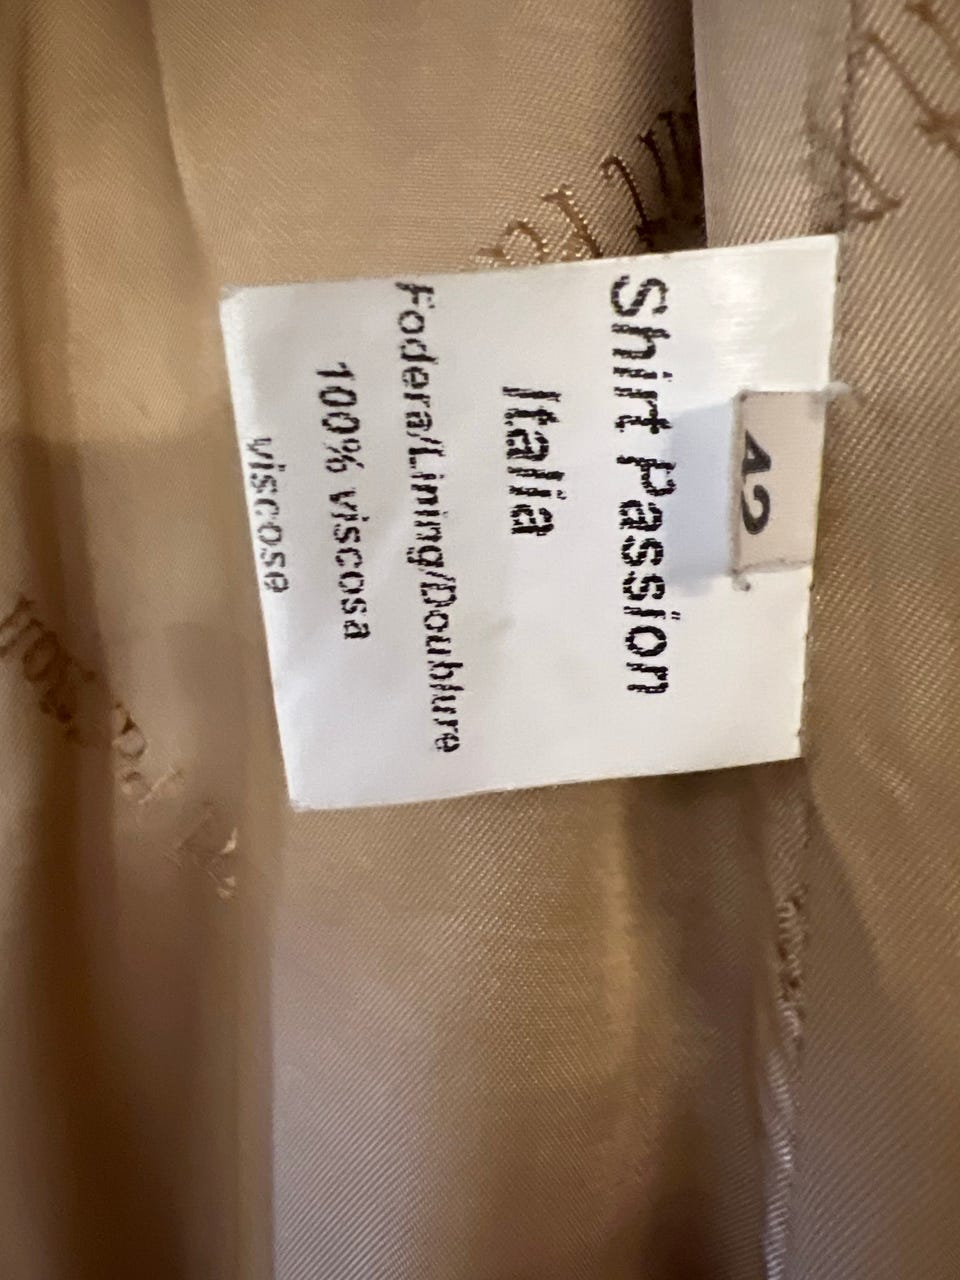 42
Shirt Passion
Italia
Fodera/Lining/Doublure
100% viscosa
viscose